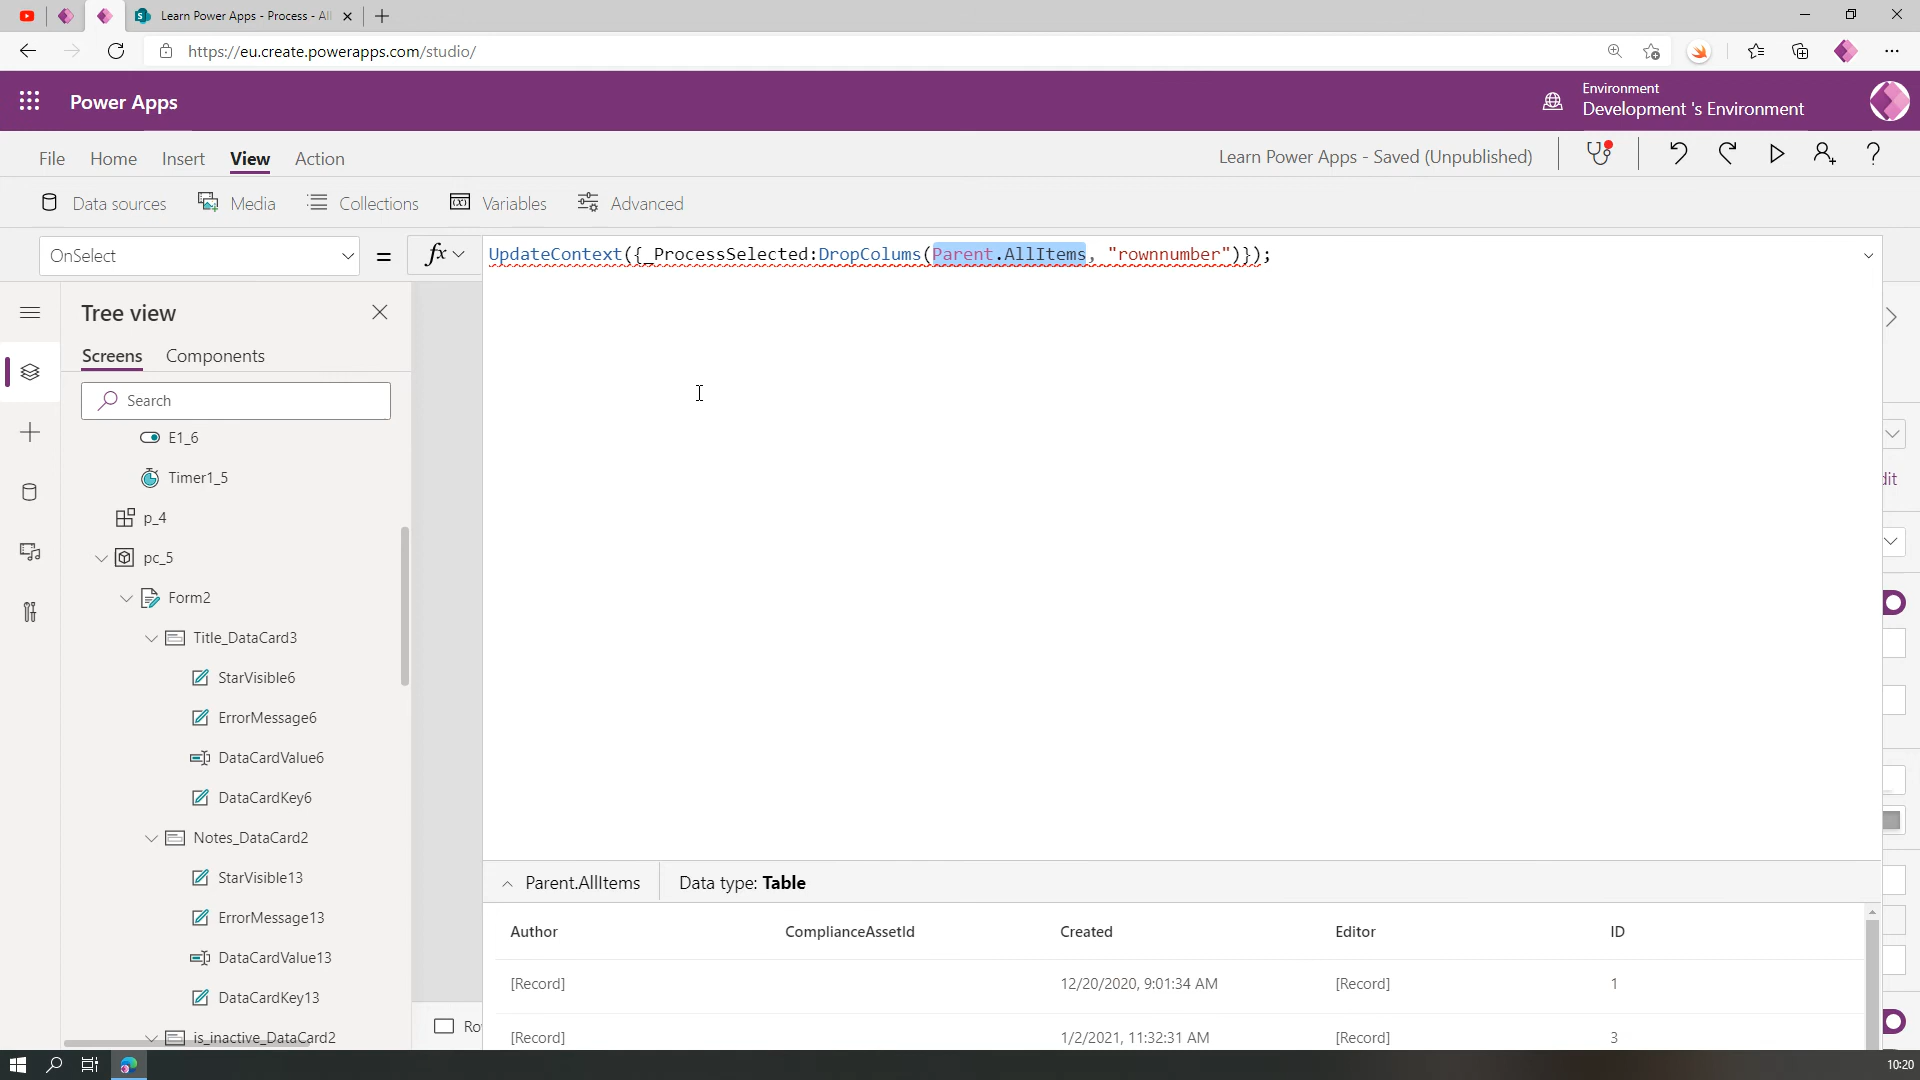 Learn Power Apps - Process - All
https://eu.create.powerapps.com/studio/
Power Apps
Environment
Development 's Environment
File Home Insert View Action
Learn Power Apps - Saved (Unpublished)
Data sources Media Collections Variables Advanced
OnSelect
= fx
UpdateContext({_ProcessSelected:DropColums(Parent.AllItems, "rownnumber")});
Tree view
Screens Components
Search
E1_6
Timer1_5
p_4
pc_5
Form2
Title_DataCard3
StarVisible6
ErrorMessage6
DataCardValue6
DataCardKey6
Notes_DataCard2
StarVisible13
ErrorMessage13
DataCardValue13
DataCardKey13
is_inactive_DataCard2
Parent.AllItems Data type: Table
Author ComplianceAssetId Created Editor ID
[Record] 12/20/2020, 9:01:34 AM [Record] 1
[Record] 1/2/2021, 11:32:31 AM [Record] 3
10:20